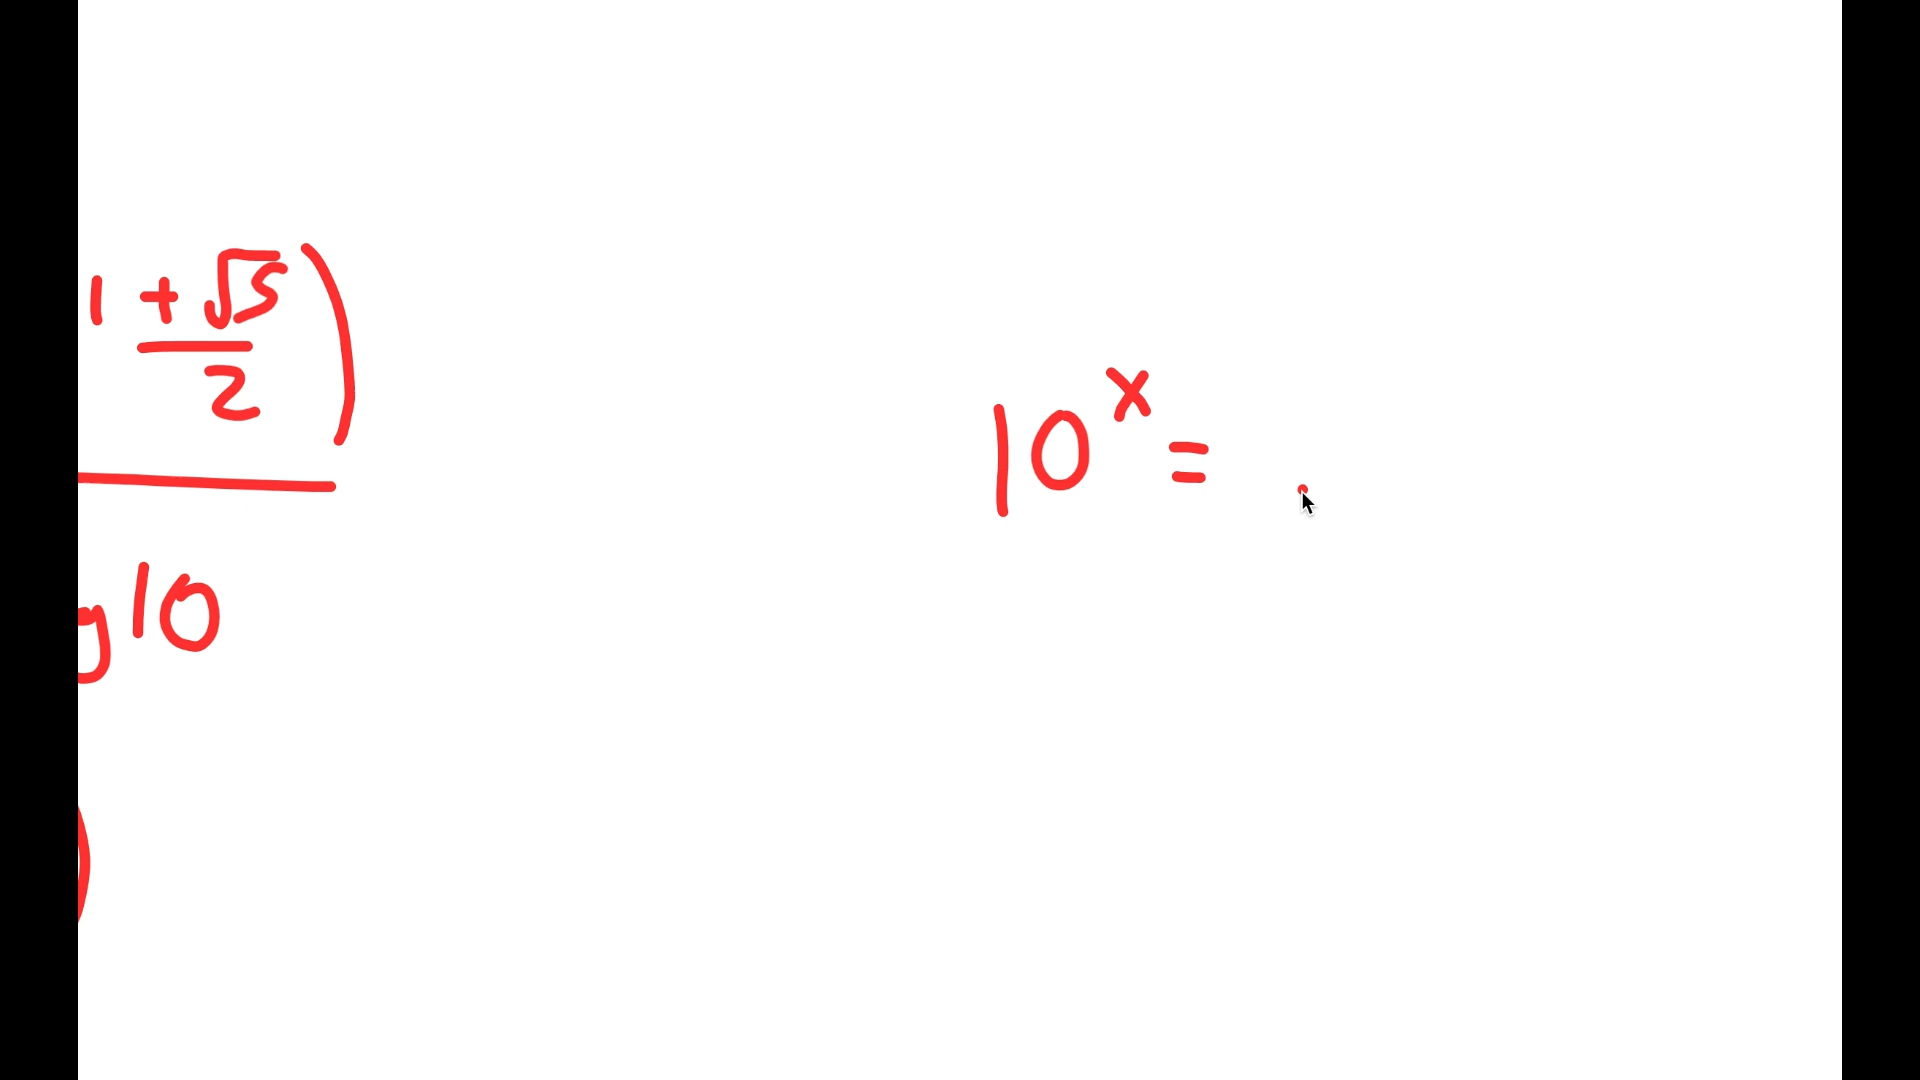 1 + √5 )
2
g10
10^x =
)